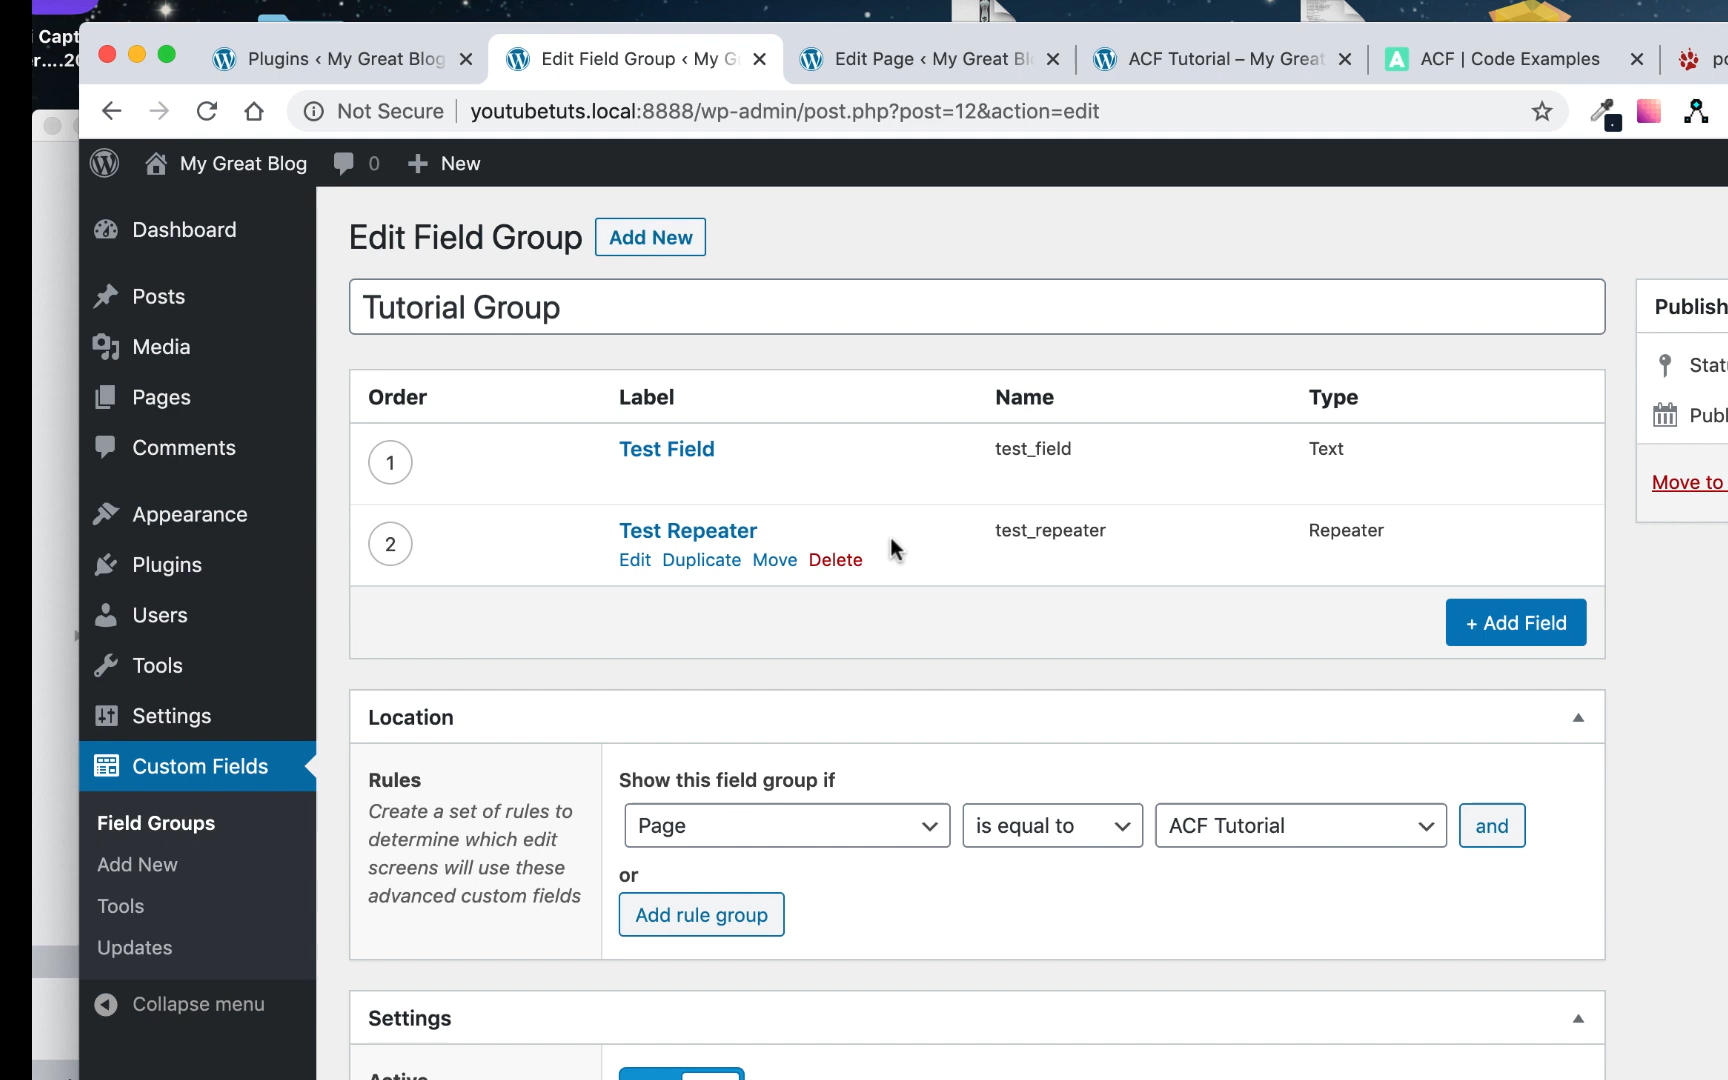 Capt
Plugins ‹ My Great Blog
Edit Field Group ‹ My G
Edit Page ‹ My Great Bl
ACF Tutorial – My Great
ACF | Code Examples
Not Secure youtubetuts.local:8888/wp-admin/post.php?post=12&action=edit
My Great Blog 0 + New
Dashboard
Posts
Media
Pages
Comments
Appearance
Plugins
Users
Tools
Settings
Custom Fields
Field Groups
Add New
Tools
Updates
Collapse menu
Edit Field Group Add New
Tutorial Group
Order Label Name Type
1 Test Field test_field Text
2 Test Repeater test_repeater Repeater
Edit Duplicate Move Delete
+ Add Field
Location
Rules
Create a set of rules to
determine which edit
screens will use these
advanced custom fields
Show this field group if
Page is equal to ACF Tutorial and
or
Add rule group
Settings
Active
Publish
Stat
Publ
Move to